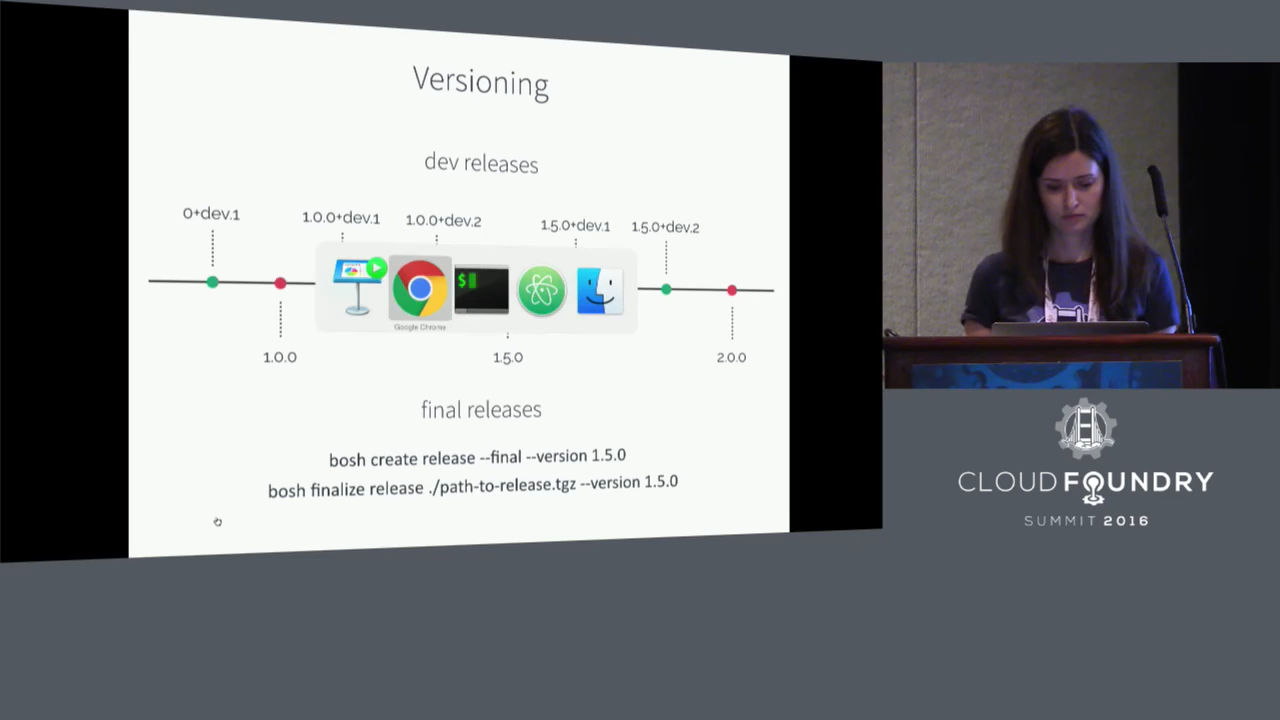 Versioning
dev releases
0+dev.1 1.0.0+dev.1 1.0.0+dev.2 1.5.0+dev.1 1.5.0+dev.2
$
Google Chrome
1.0.0 1.5.0 2.0.0
final releases
bosh create release --final --version 1.5.0
bosh finalize release ./path-to-release.tgz --version 1.5.0
CLOUD FOUNDRY
SUMMIT 2016